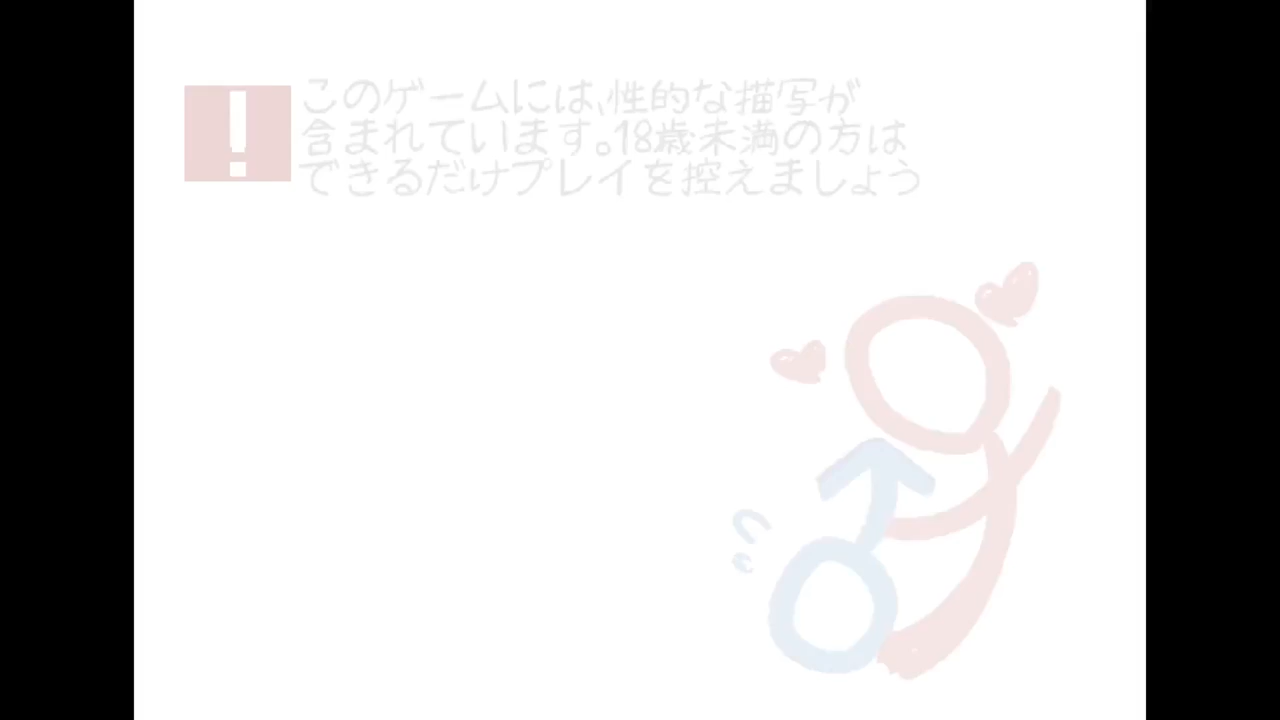 このゲームには、性的な描写が
含まれています。18歳未満の方は
できるだけプレイを控えましょう